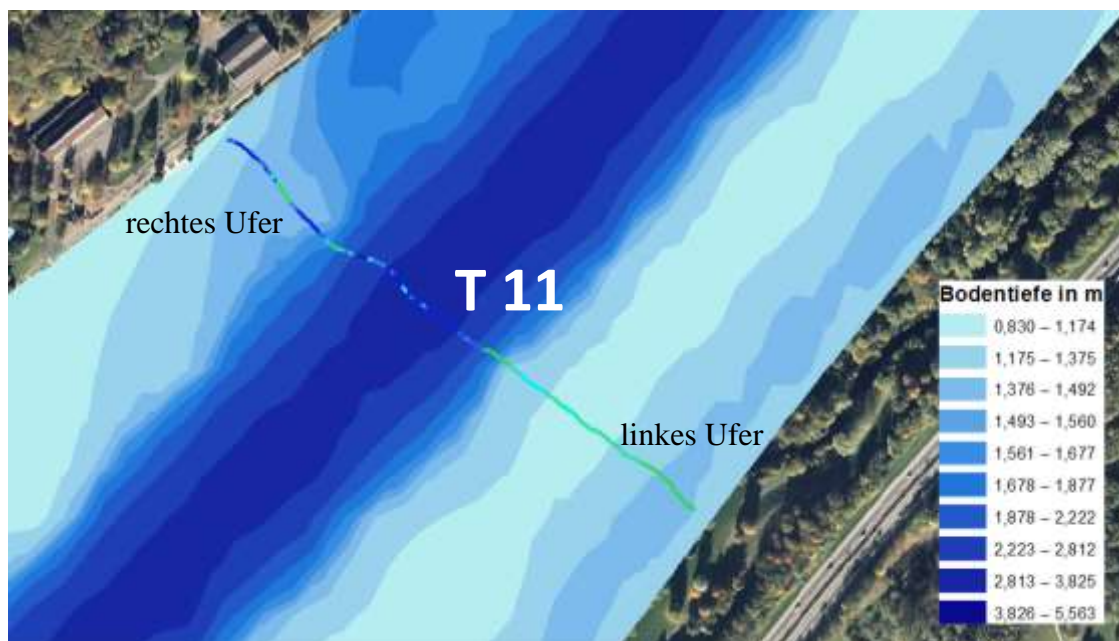 rechtes Ufer
T 11
linkes Ufer
Bodentiefe in m
0,830 – 1,174
1,175 – 1,375
1,376 – 1,492
1,493 – 1,560
1,561 – 1,677
1,678 – 1,877
1,878 – 2,222
2,223 – 2,812
2,813 – 3,825
3,826 – 5,563